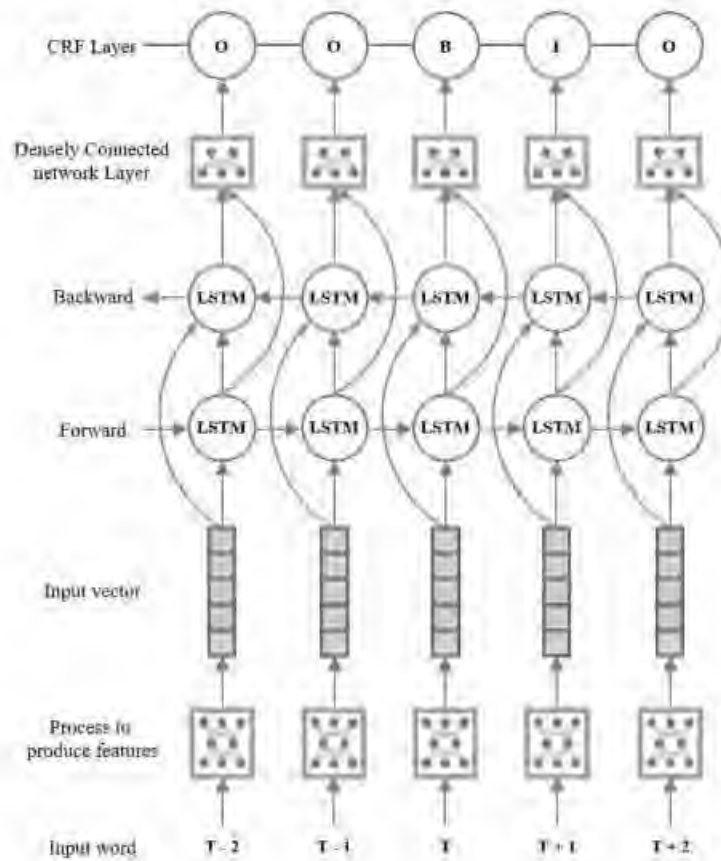 CRF Layer O O B I O
Densely Connected
network Layer
Backward LSTM LSTM LSTM LSTM LSTM
Forward LSTM LSTM LSTM LSTM LSTM
Input vector
Process to
produce features
Input word T - 2 T - 1 T T + 1 T + 2